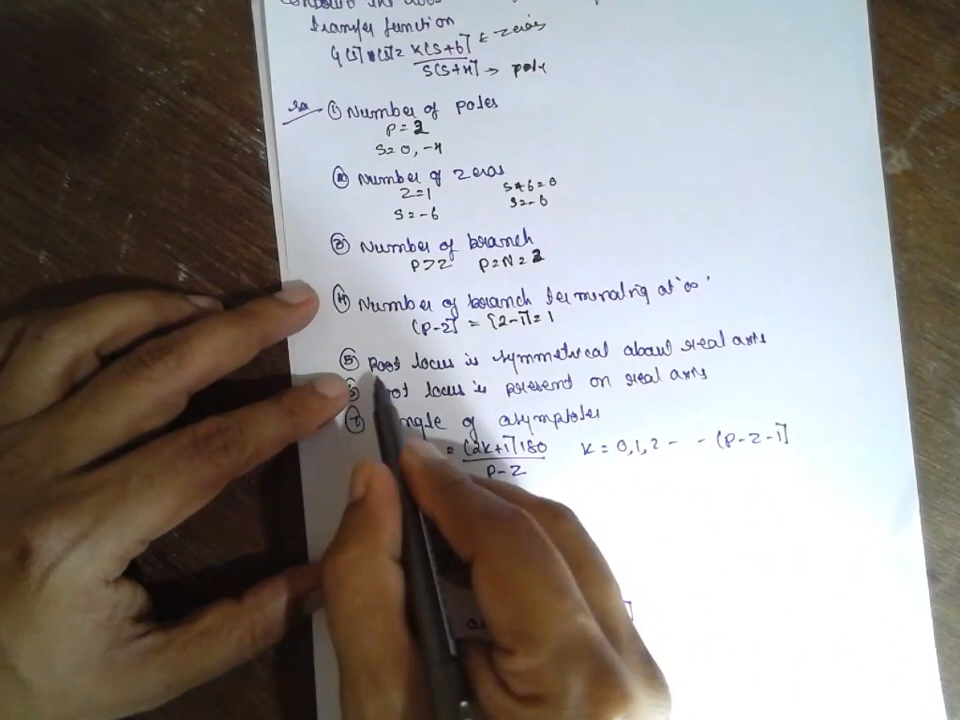 transfer function
G(s)H(s) = K(s+6) ← zeros
s(s+4) → pole
① Number of poles
P = 2
s = 0, -4
② Number of zeros
Z = 1 s+6=0
s = -6 s=-6
③ Number of branch
P>Z P=N=2
④ Number of branch terminating at '∞'
(P-Z) = [2-1] = 1
⑤ Root locus is symmetrical about real axis
locus is present on real axis
⑦ of asymptotes
= (2K+1)180 K = 0,1,2 - - (P-Z-1]
P-Z